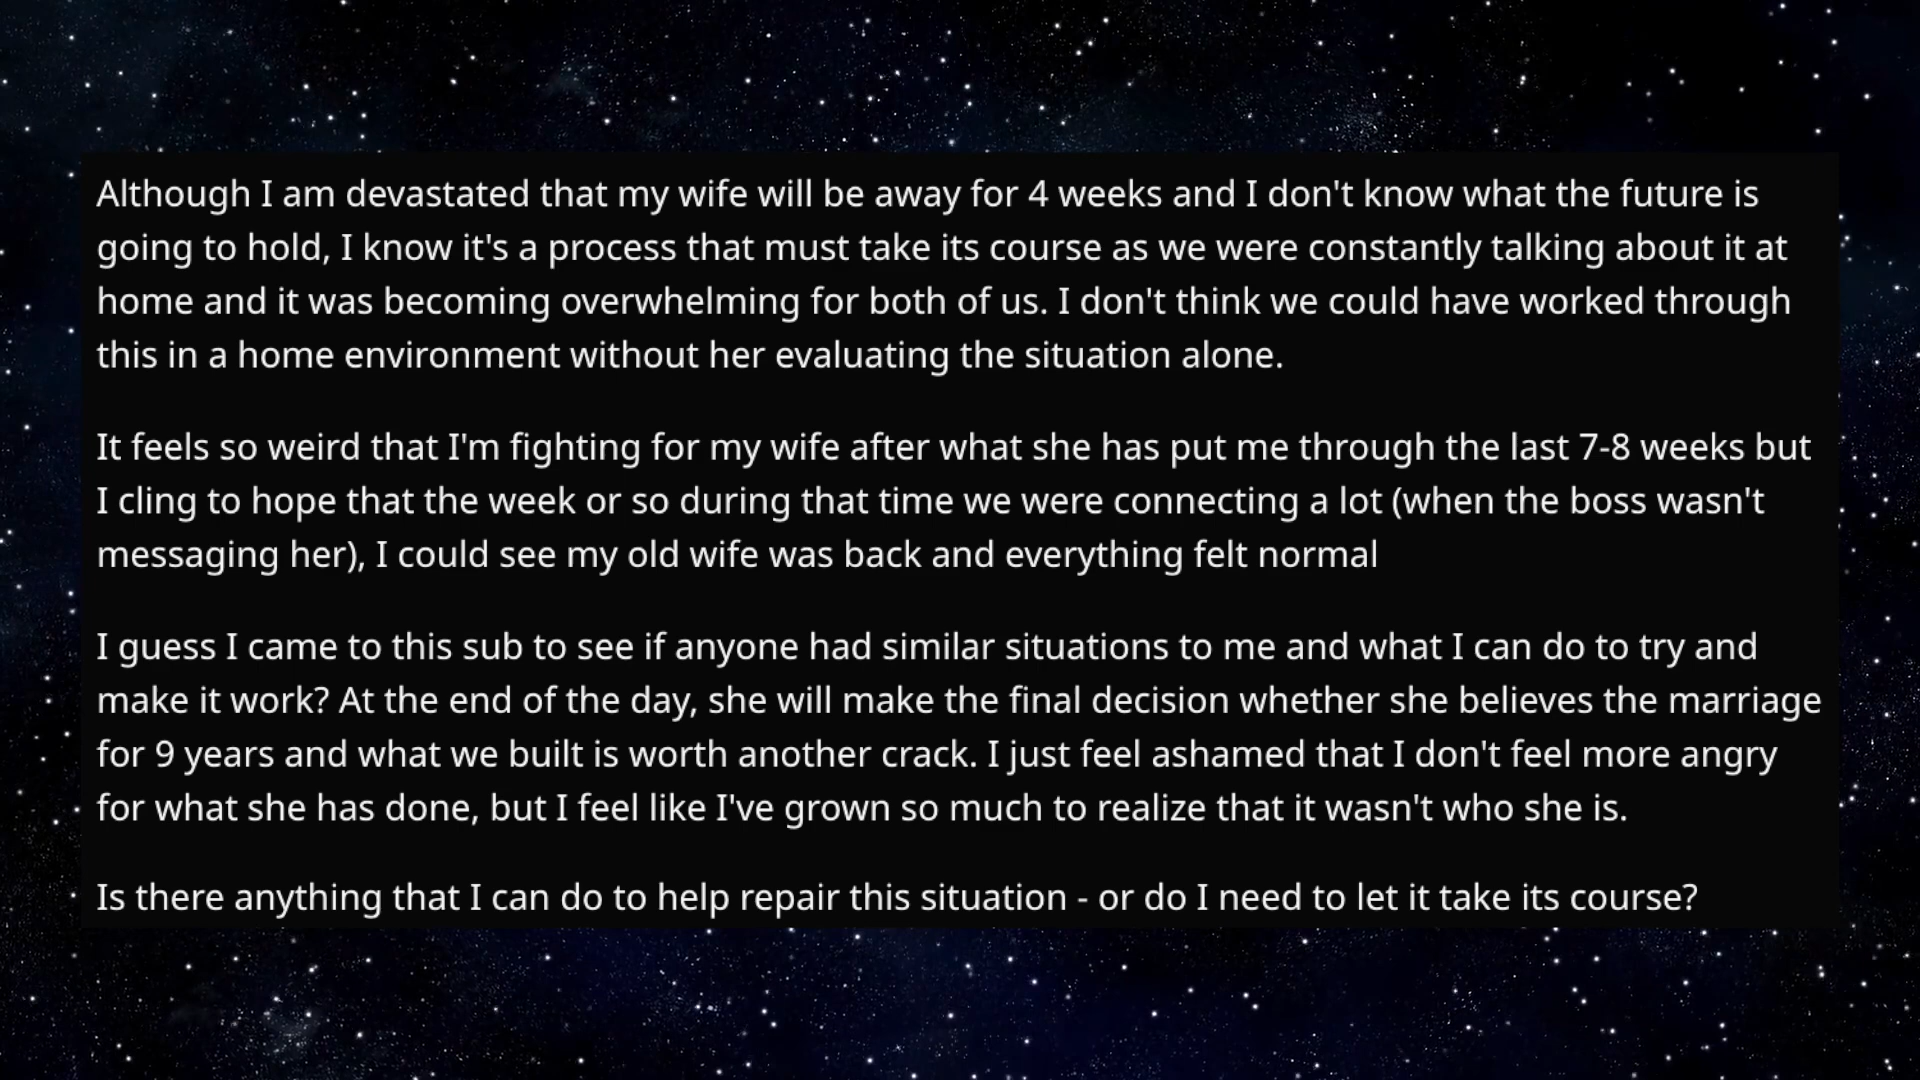 Although I am devastated that my wife will be away for 4 weeks and I don't know what the future is
going to hold, I know it's a process that must take its course as we were constantly talking about it at
home and it was becoming overwhelming for both of us. I don't think we could have worked through
this in a home environment without her evaluating the situation alone.
It feels so weird that I'm fighting for my wife after what she has put me through the last 7-8 weeks but
I cling to hope that the week or so during that time we were connecting a lot (when the boss wasn't
messaging her), I could see my old wife was back and everything felt normal
I guess I came to this sub to see if anyone had similar situations to me and what I can do to try and
make it work? At the end of the day, she will make the final decision whether she believes the marriage
for 9 years and what we built is worth another crack. I just feel ashamed that I don't feel more angry
for what she has done, but I feel like I've grown so much to realize that it wasn't who she is.
Is there anything that I can do to help repair this situation - or do I need to let it take its course?